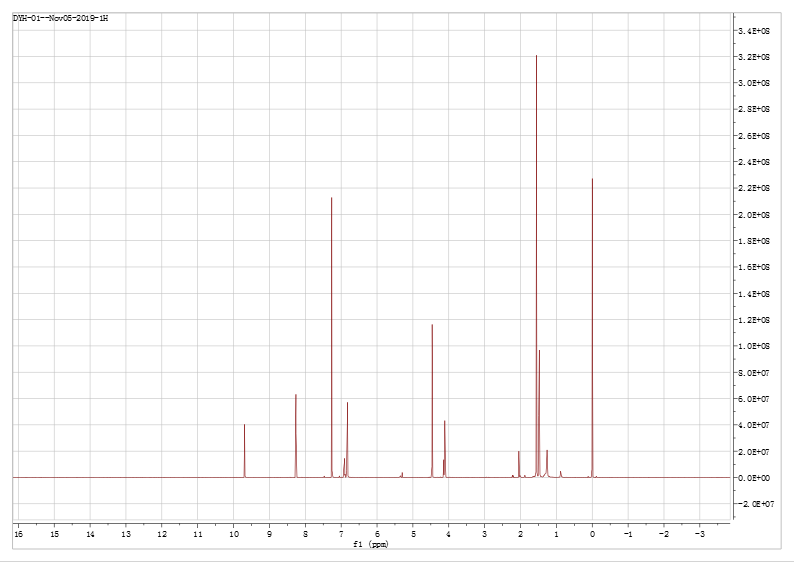 DYH-01--Nov05-2019-1H
3.4E+08
3.2E+08
3.0E+08
2.8E+08
2.6E+08
2.4E+08
2.2E+08
2.0E+08
1.8E+08
1.6E+08
1.4E+08
1.2E+08
1.0E+08
8.0E+07
6.0E+07
4.0E+07
2.0E+07
0.0E+00
-2.0E+07
16 15 14 13 12 11 10 9 8 7 6 5 4 3 2 1 0 -1 -2 -3
f1 (ppm)